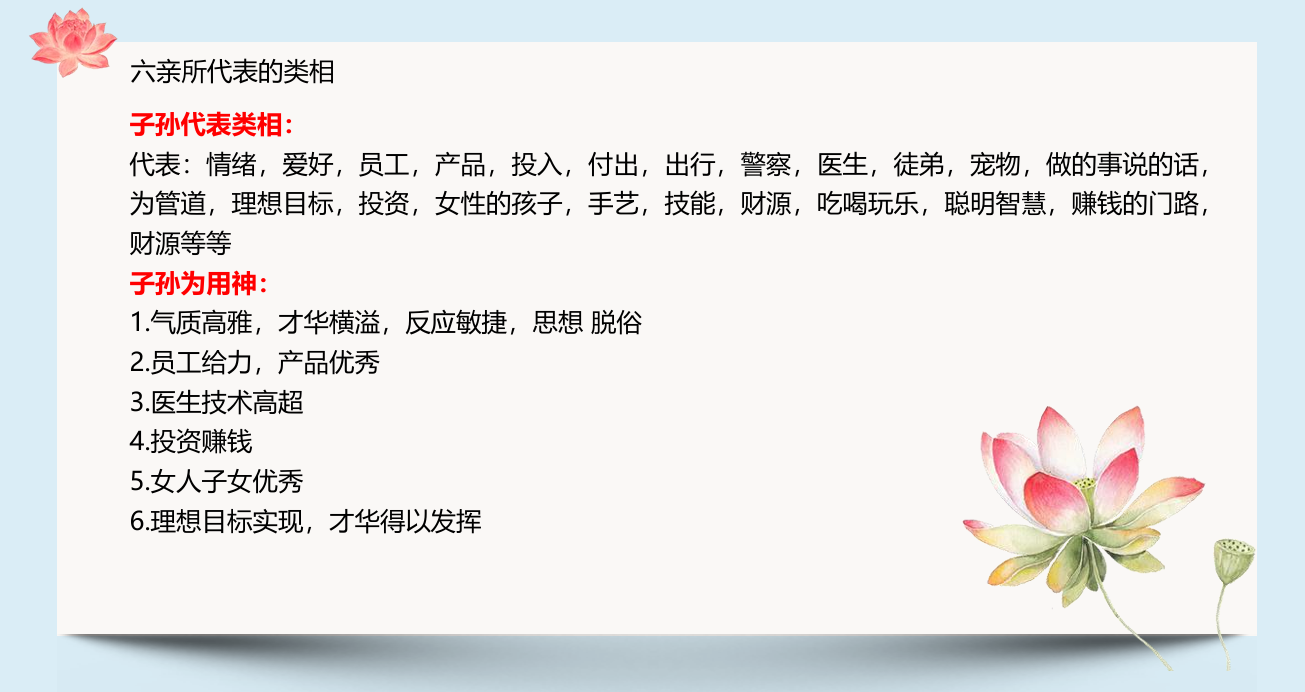 六亲所代表的类相
子孙代表类相：
代表：情绪，爱好，员工，产品，投入，付出，出行，警察，医生，徒弟，宠物，做的事说的话，
为管道，理想目标，投资，女性的孩子，手艺，技能，财源，吃喝玩乐，聪明智慧，赚钱的门路，
财源等等
子孙为用神：
1.气质高雅，才华横溢，反应敏捷，思想 脱俗
2.员工给力，产品优秀
3.医生技术高超
4.投资赚钱
5.女人子女优秀
6.理想目标实现，才华得以发挥